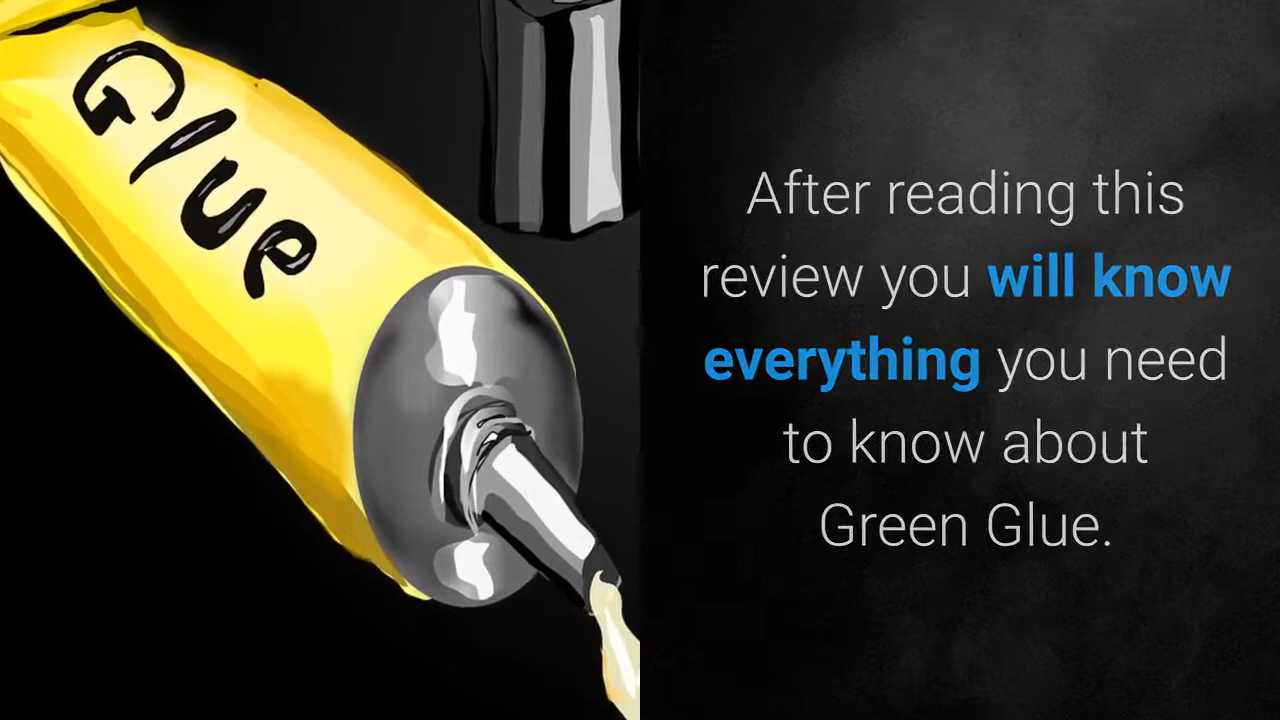 Glue
After reading this
review you will know
everything you need
to know about
Green Glue.